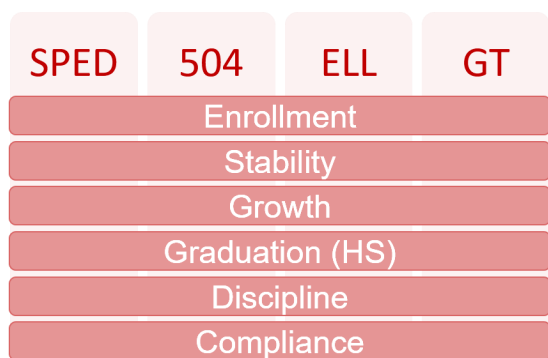 SPED 504 ELL GT
Enrollment
Stability
Growth
Graduation (HS)
Discipline
Compliance